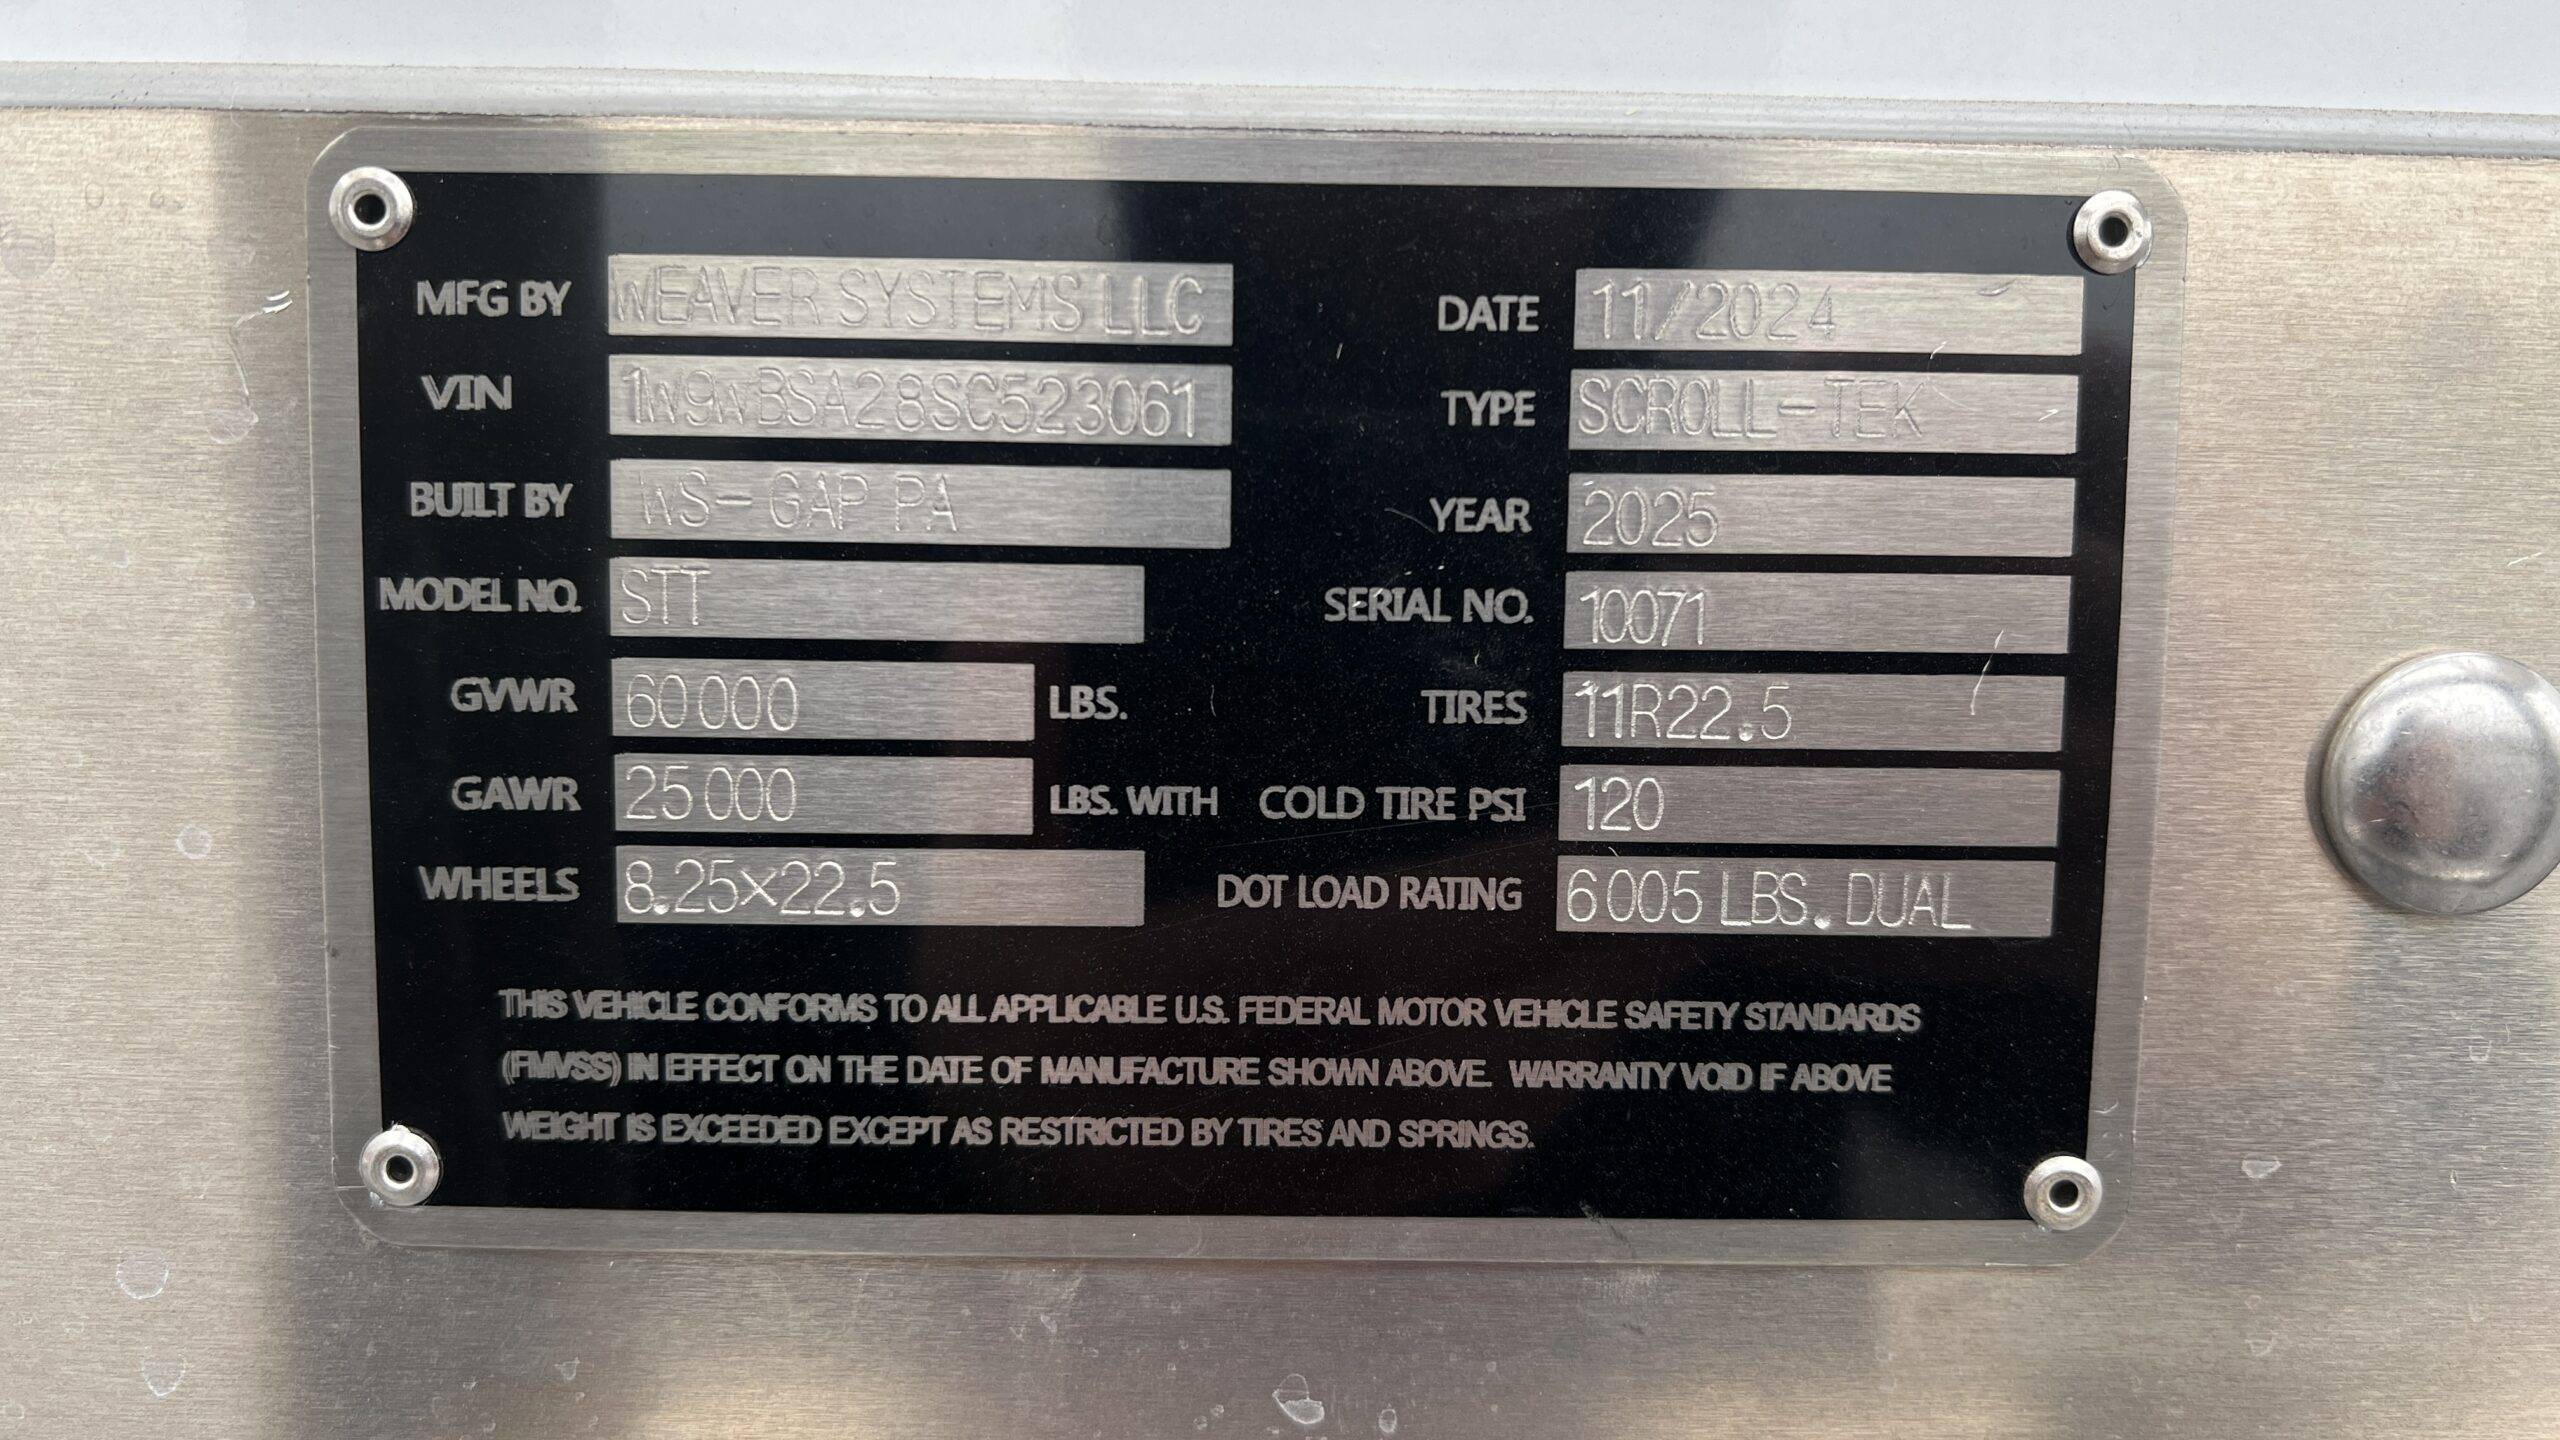 MFG BY WEAVER SYSTEMS LLC DATE 11/2024
VIN 1W9WBSA28SC523061 TYPE SCROLL-TEK
BUILT BY WS-GAP PA YEAR 2025
MODEL NO. STT SERIAL NO. 10071
GVWR 60000 LBS. TIRES 11R22.5
GAWR 25000 LBS. WITH COLD TIRE PSI 120
WHEELS 8.25x22.5 DOT LOAD RATING 6005 LBS. DUAL
THIS VEHICLE CONFORMS TO ALL APPLICABLE U.S. FEDERAL MOTOR VEHICLE SAFETY STANDARDS
(FMVSS) IN EFFECT ON THE DATE OF MANUFACTURE SHOWN ABOVE. WARRANTY VOID IF ABOVE
WEIGHT IS EXCEEDED EXCEPT AS RESTRICTED BY TIRES AND SPRINGS.